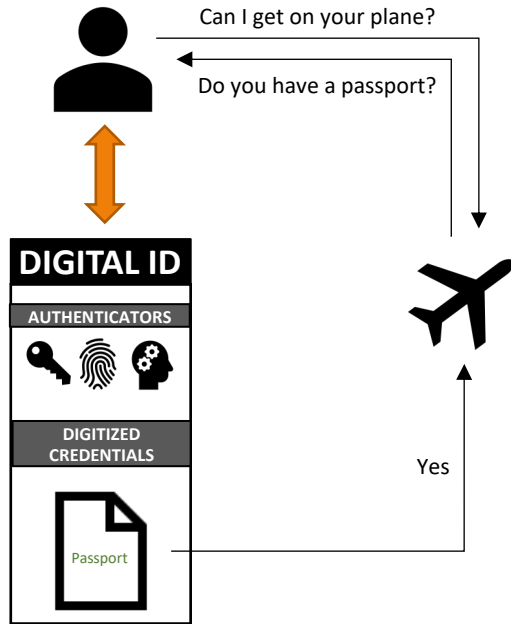 Can I get on your plane?
Do you have a passport?
DIGITAL ID
AUTHENTICATORS
DIGITIZED
CREDENTIALS
Yes
Passport